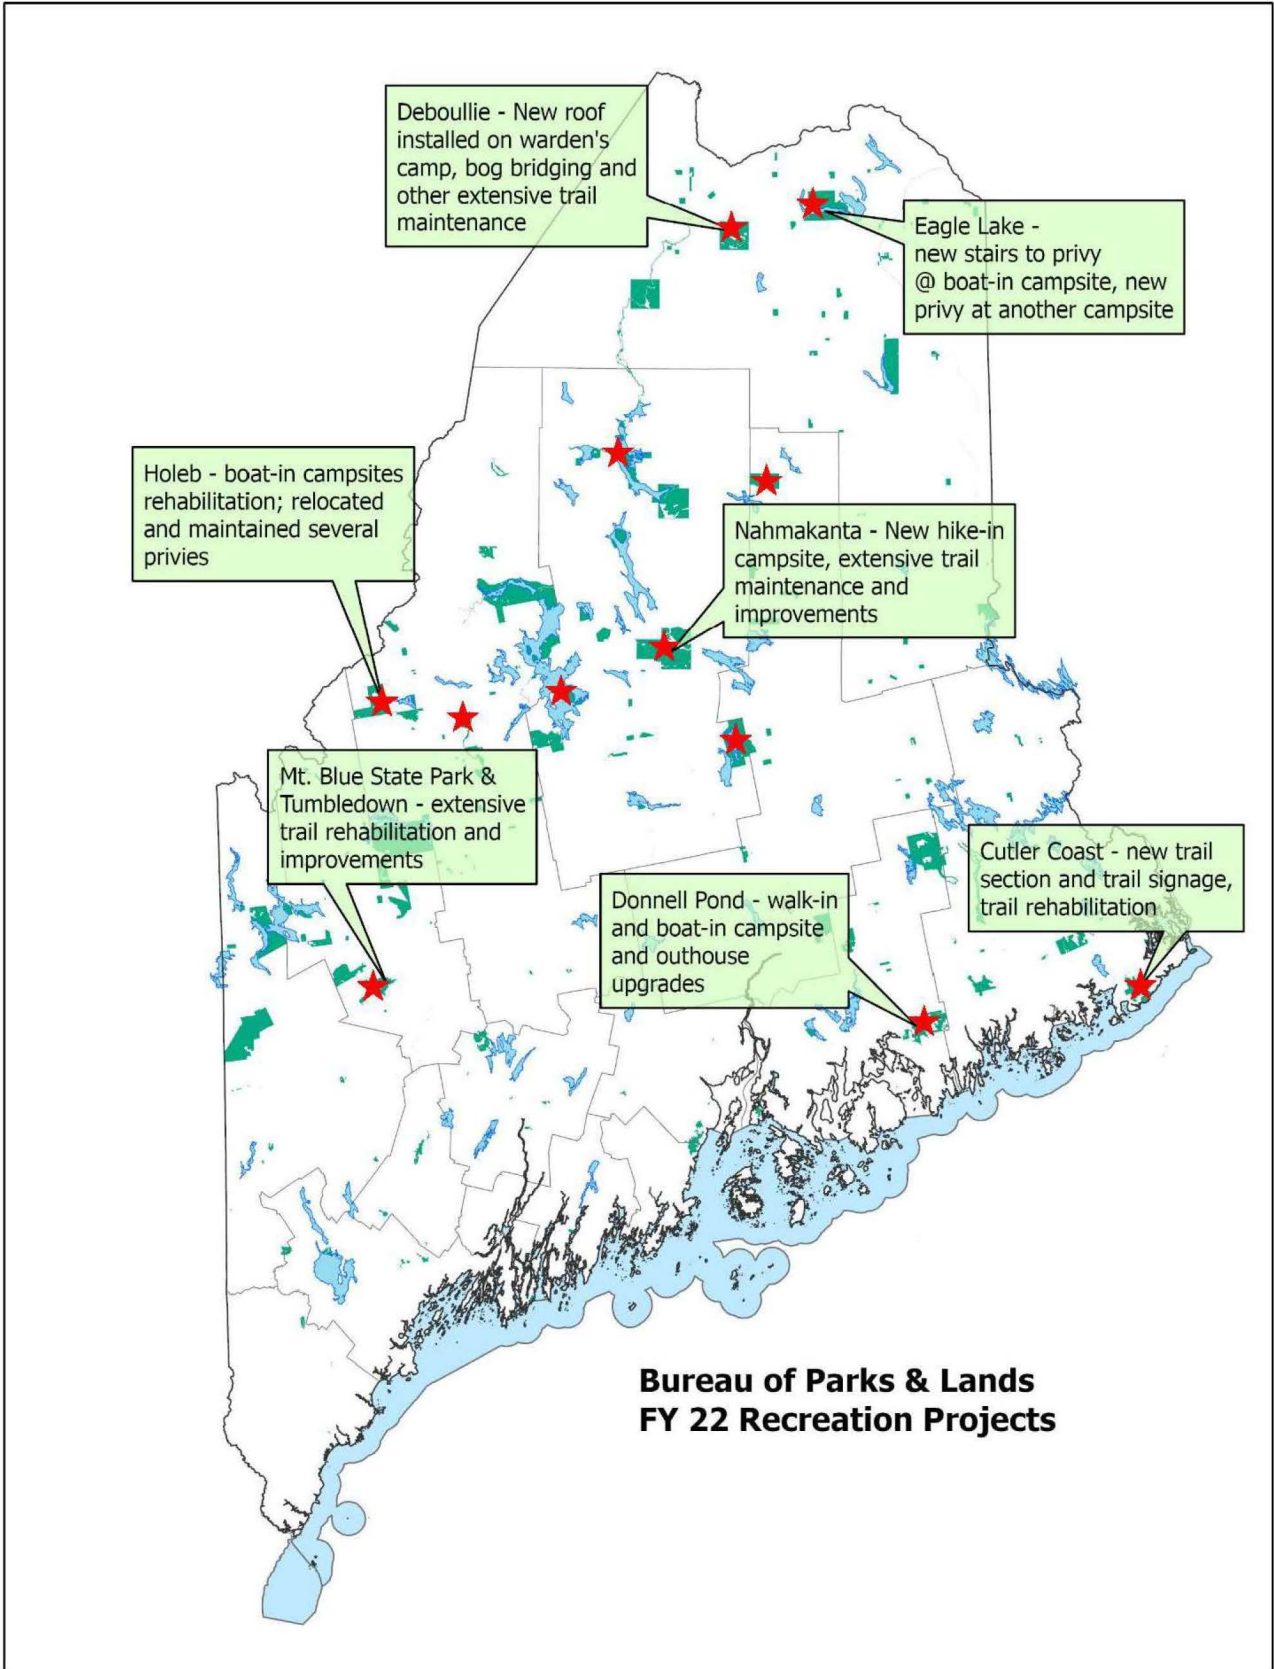 Deboullie - New roof
installed on warden's
camp, bog bridging and
other extensive trail
maintenance
Eagle Lake -
new stairs to privy
@ boat-in campsite, new
privy at another campsite
Holeb - boat-in campsites
rehabilitation; relocated
and maintained several
privies
Nahmakanta - New hike-in
campsite, extensive trail
maintenance and
improvements
Mt. Blue State Park &
Tumbledown - extensive
trail rehabilitation and
improvements
Cutler Coast - new trail
section and trail signage,
trail rehabilitation
Donnell Pond - walk-in
and boat-in campsite
and outhouse
upgrades
Bureau of Parks & Lands
FY 22 Recreation Projects